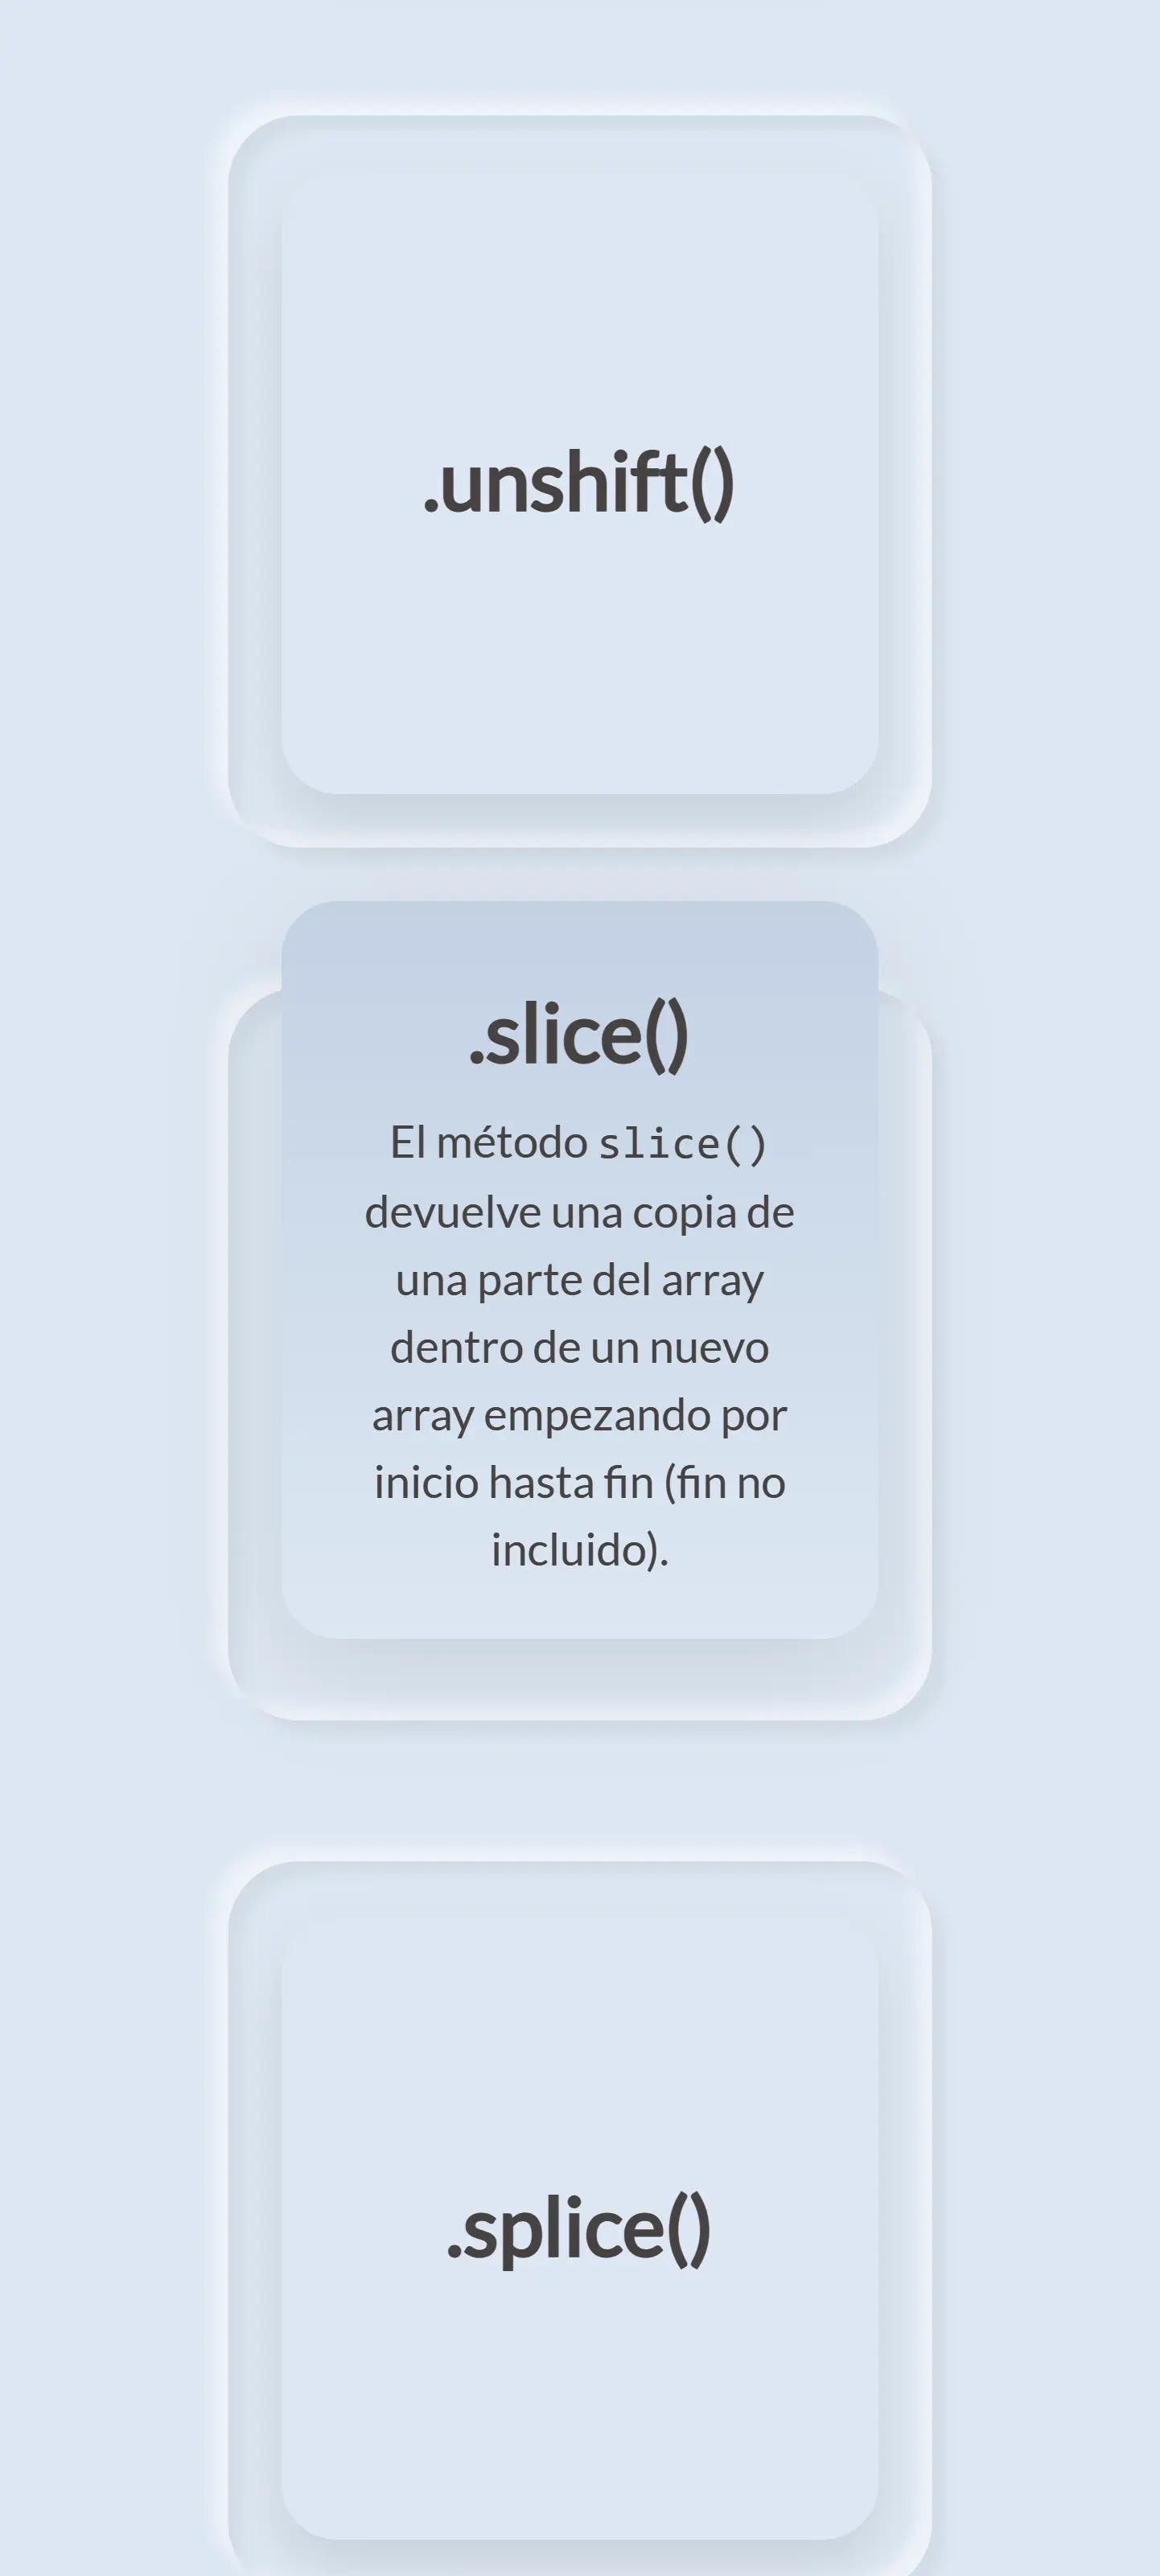 .unshift()
.slice()
El método slice()
devuelve una copia de
una parte del array
dentro de un nuevo
array empezando por
inicio hasta fin (fin no
incluido).
.splice()